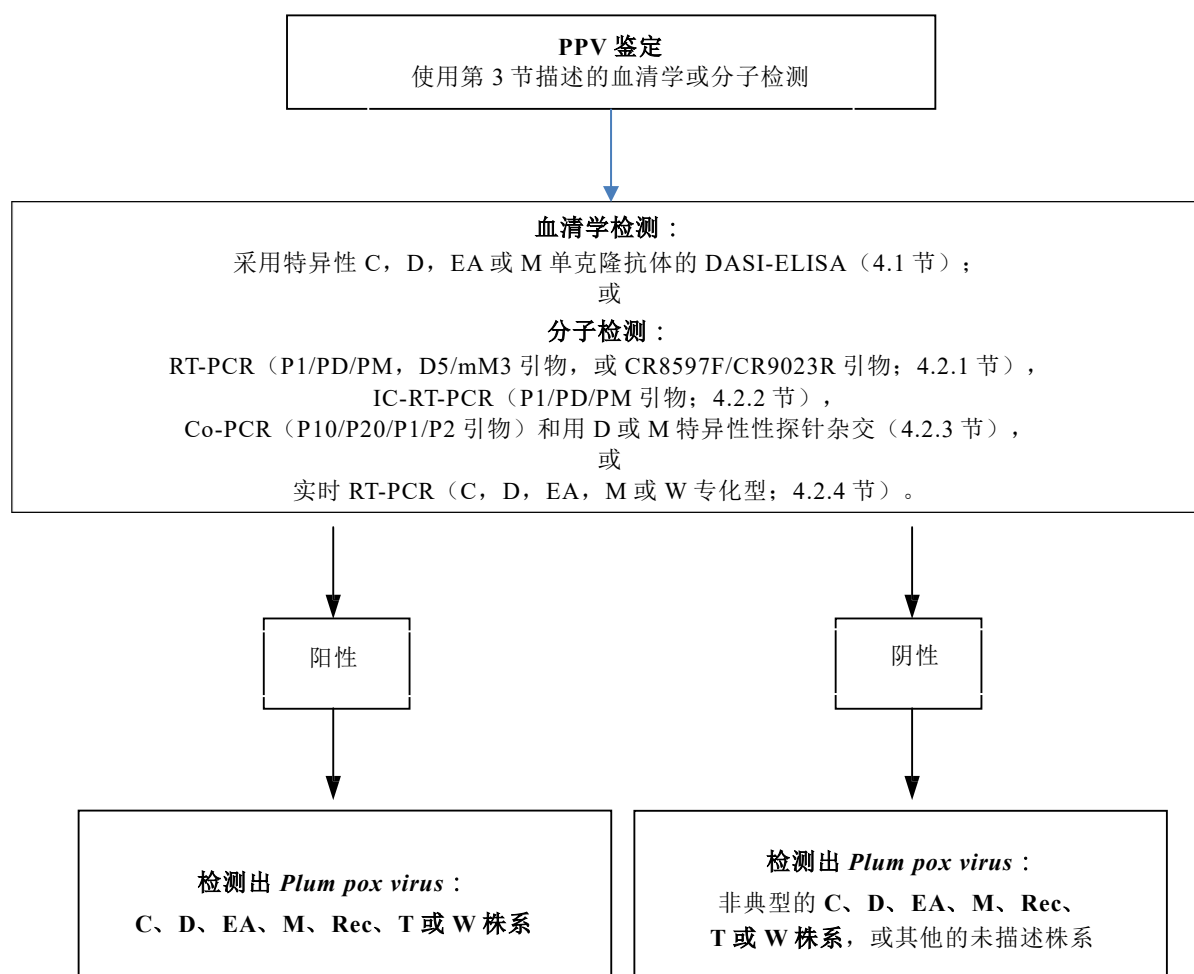 PPV 鉴定
使用第 3 节描述的血清学或分子检测
血清学检测：
采用特异性 C，D，EA 或 M 单克隆抗体的 DASI-ELISA（4.1 节）；
或
分子检测：
RT-PCR（P1/PD/PM，D5/mM3 引物，或 CR8597F/CR9023R 引物；4.2.1 节），
IC-RT-PCR（P1/PD/PM 引物；4.2.2 节），
Co-PCR（P10/P20/P1/P2 引物）和用 D 或 M 特异性性探针杂交（4.2.3 节），
或
实时 RT-PCR（C，D，EA，M 或 W 专化型；4.2.4 节）。
阳性
阴性
检测出 Plum pox virus：
C、D、EA、M、Rec、T 或 W 株系
检测出 Plum pox virus：
非典型的 C、D、EA、M、Rec、
T 或 W 株系，或其他的未描述株系